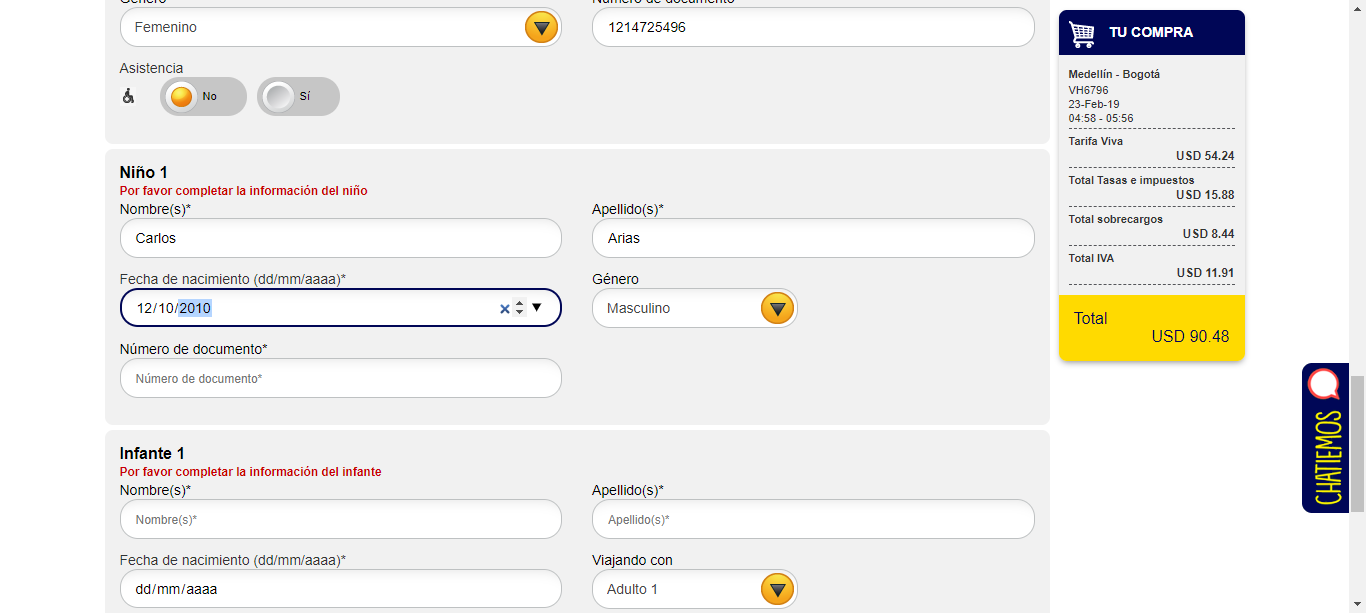 Género
Número de documento*
Femenino
1214725496
Asistencia
No
Sí
Niño 1
Por favor completar la información del niño
Nombre(s)*
Apellido(s)*
Carlos
Arias
Fecha de nacimiento (dd/mm/aaaa)*
Género
12/10/2010
Masculino
Número de documento*
Número de documento*
Infante 1
Por favor completar la información del infante
Nombre(s)*
Apellido(s)*
Nombre(s)*
Apellido(s)*
Fecha de nacimiento (dd/mm/aaaa)*
Viajando con
dd/mm/aaaa
Adulto 1
TU COMPRA
Medellín - Bogotá
VH6796
23-Feb-19
04:58 - 05:56
Tarifa Viva
USD 54.24
Total Tasas e impuestos
USD 15.88
Total sobrecargos
USD 8.44
Total IVA
USD 11.91
Total
USD 90.48
CHATIEMOS